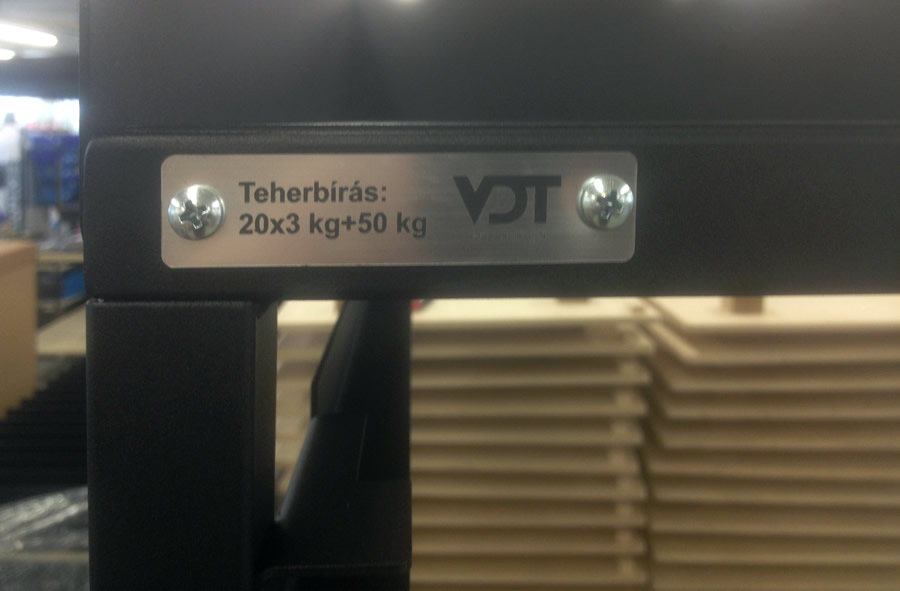 Teherbírás:
20x3 kg+50 kg
VDT